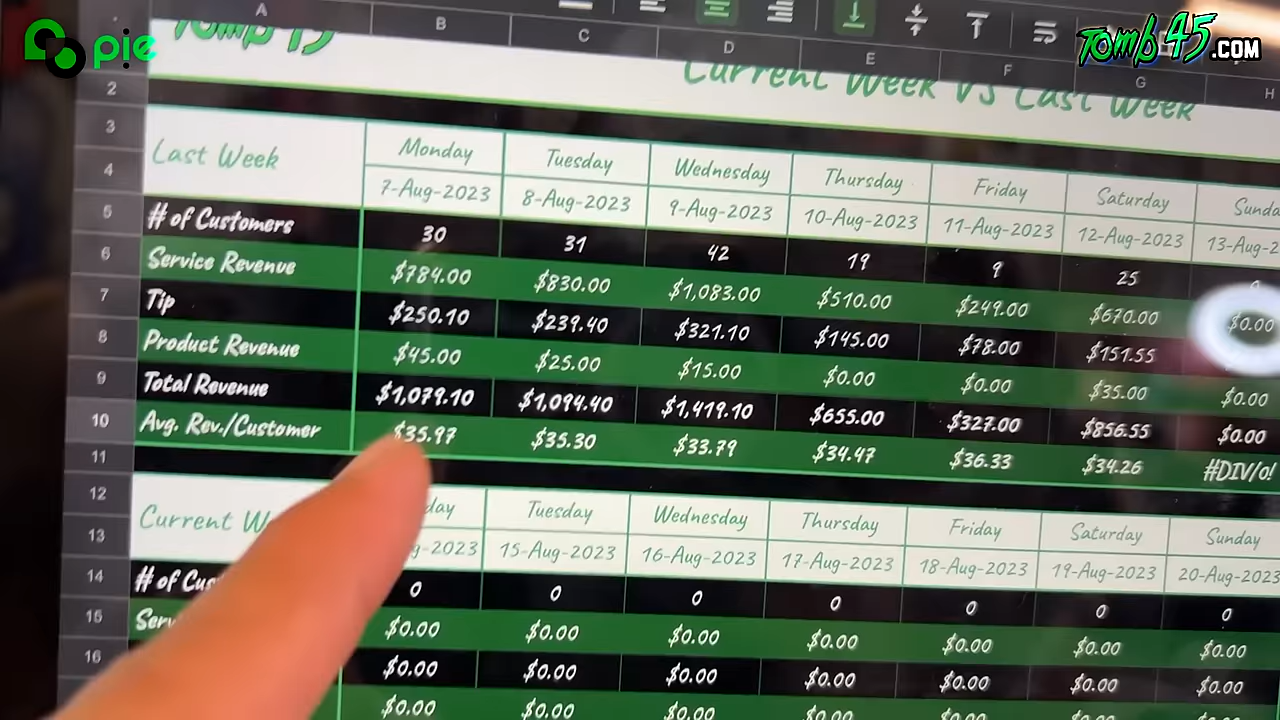 pie
Tomb45.COM
A B C D E F G H
Tomb 45
Current Week VS Last Week
2
3
4 Last Week Monday Tuesday Wednesday Thursday Friday Saturday
7-Aug-2023 8-Aug-2023 9-Aug-2023 10-Aug-2023 11-Aug-2023 12-Aug-2023
5 # of Customers 30 31 42 19 9 25
6 Service Revenue $784.00 $830.00 $1,083.00 $510.00 $249.00 $670.00 $0.00
7 Tip $250.10 $239.40 $321.10 $145.00 $78.00 $151.55
8 Product Revenue $45.00 $25.00 $15.00 $0.00 $0.00 $35.00 $0.00
9 Total Revenue $1,079.10 $1,094.40 $1,419.10 $655.00 $327.00 $856.55 $0.00
10 Avg. Rev./Customer $35.97 $35.30 $33.79 $34.47 $36.33 $34.26 #DIV/0!
11
12 Current Tuesday Wednesday Thursday Friday Saturday Sunday
13 15-Aug-2023 16-Aug-2023 17-Aug-2023 18-Aug-2023 19-Aug-2023 20-Aug-2023
14 # of 0 0 0 0 0 0 0
15 $0.00 $0.00 $0.00 $0.00 $0.00 $0.00 $0.00
16 $0.00 $0.00 $0.00 $0.00 $0.00 $0.00 $0.00
$0.00 $0.00 $0.00